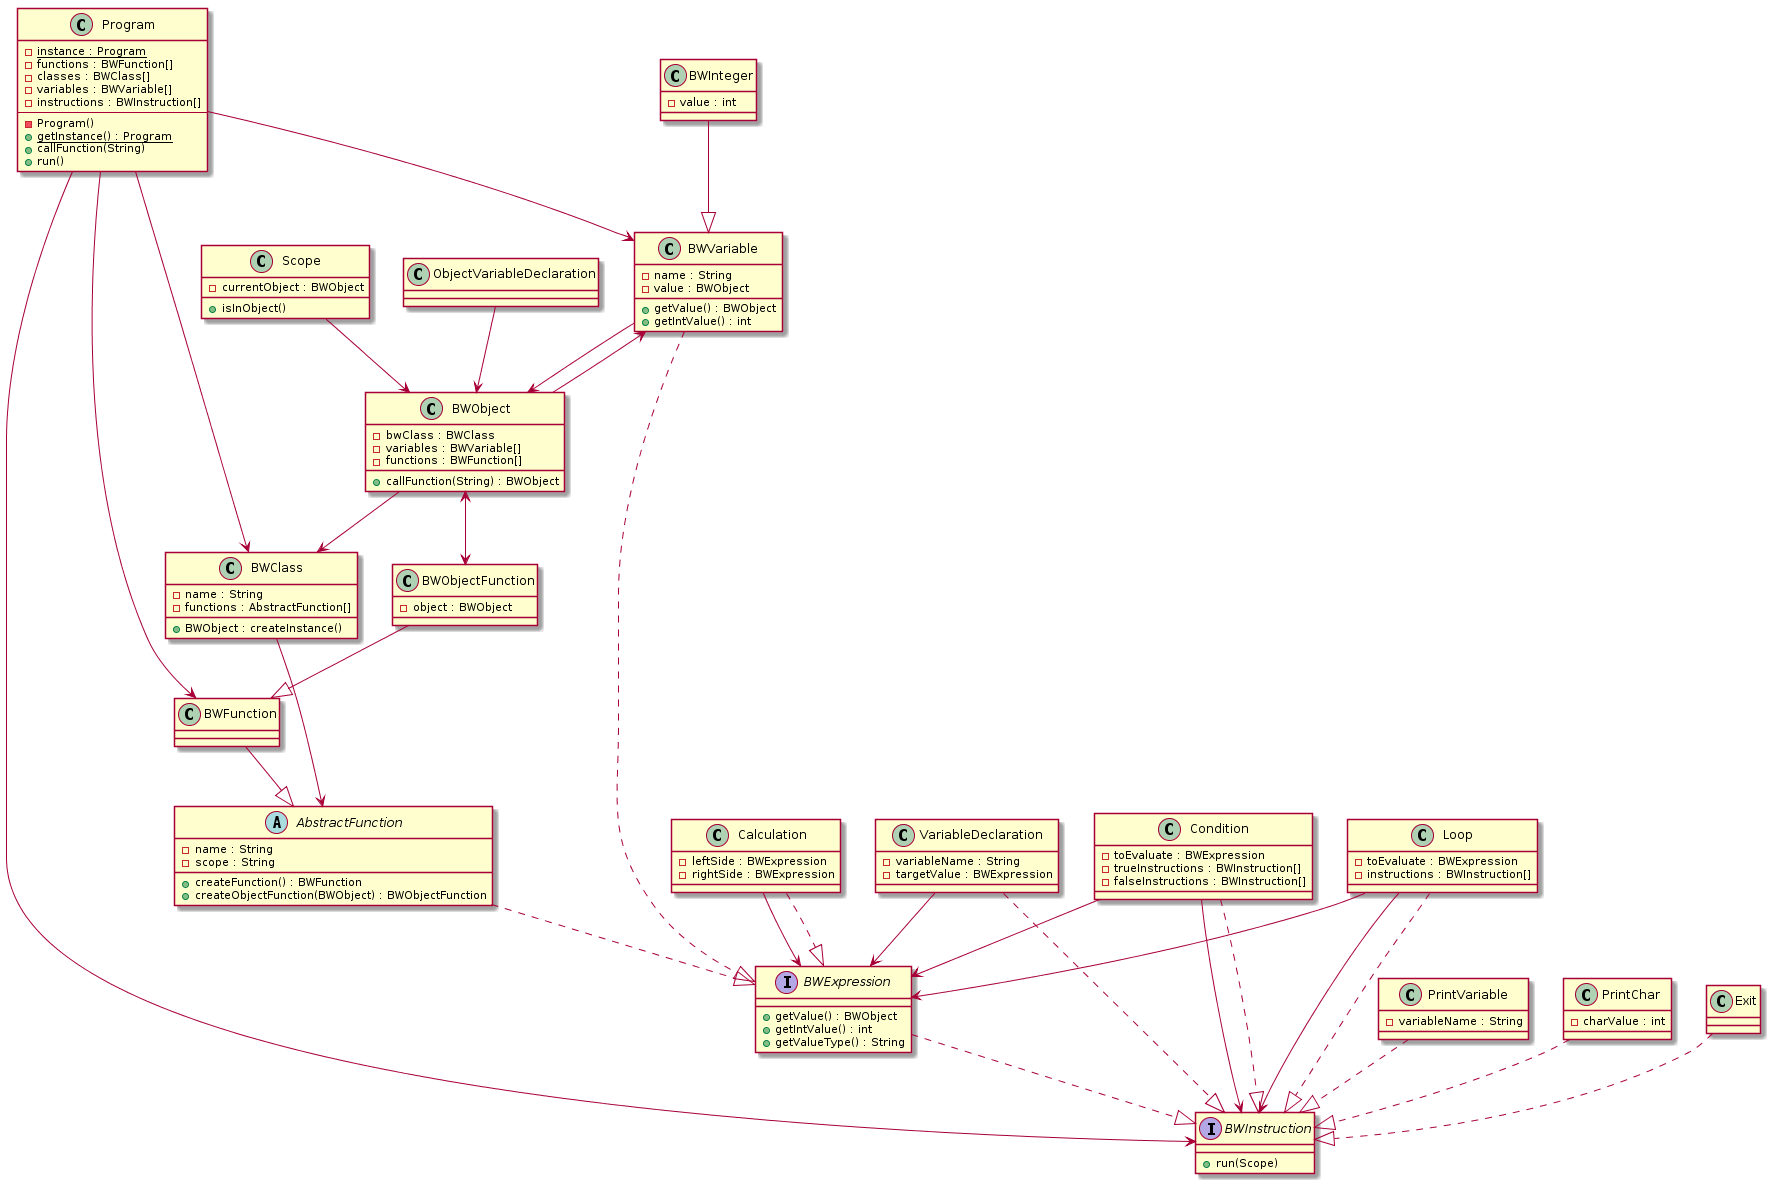 C Program
instance : Program
functions : BWFunction[]
classes : BWClass[]
variables : BWVariable[]
instructions : BWInstruction[]
Program()
getInstance() : Program
callFunction(String)
run()
C BWInteger
value : int
C Scope
currentObject : BWObject
isInObject()
C ObjectVariableDeclaration
C BWVariable
name : String
value : BWObject
getValue() : BWObject
getIntValue() : int
C BWObject
bwClass : BWClass
variables : BWVariable[]
functions : BWFunction[]
callFunction(String) : BWObject
C BWClass
name : String
functions : AbstractFunction[]
BWObject : createInstance()
C BWObjectFunction
object : BWObject
C BWFunction
A AbstractFunction
name : String
scope : String
createFunction() : BWFunction
createObjectFunction(BWObject) : BWObjectFunction
C Calculation
leftSide : BWExpression
rightSide : BWExpression
C VariableDeclaration
variableName : String
targetValue : BWExpression
C Condition
toEvaluate : BWExpression
trueInstructions : BWInstruction[]
falseInstructions : BWInstruction[]
C Loop
toEvaluate : BWExpression
instructions : BWInstruction[]
I BWExpression
getValue() : BWObject
getIntValue() : int
getValueType() : String
C PrintVariable
variableName : String
C PrintChar
charValue : int
C Exit
I BWInstruction
run(Scope)